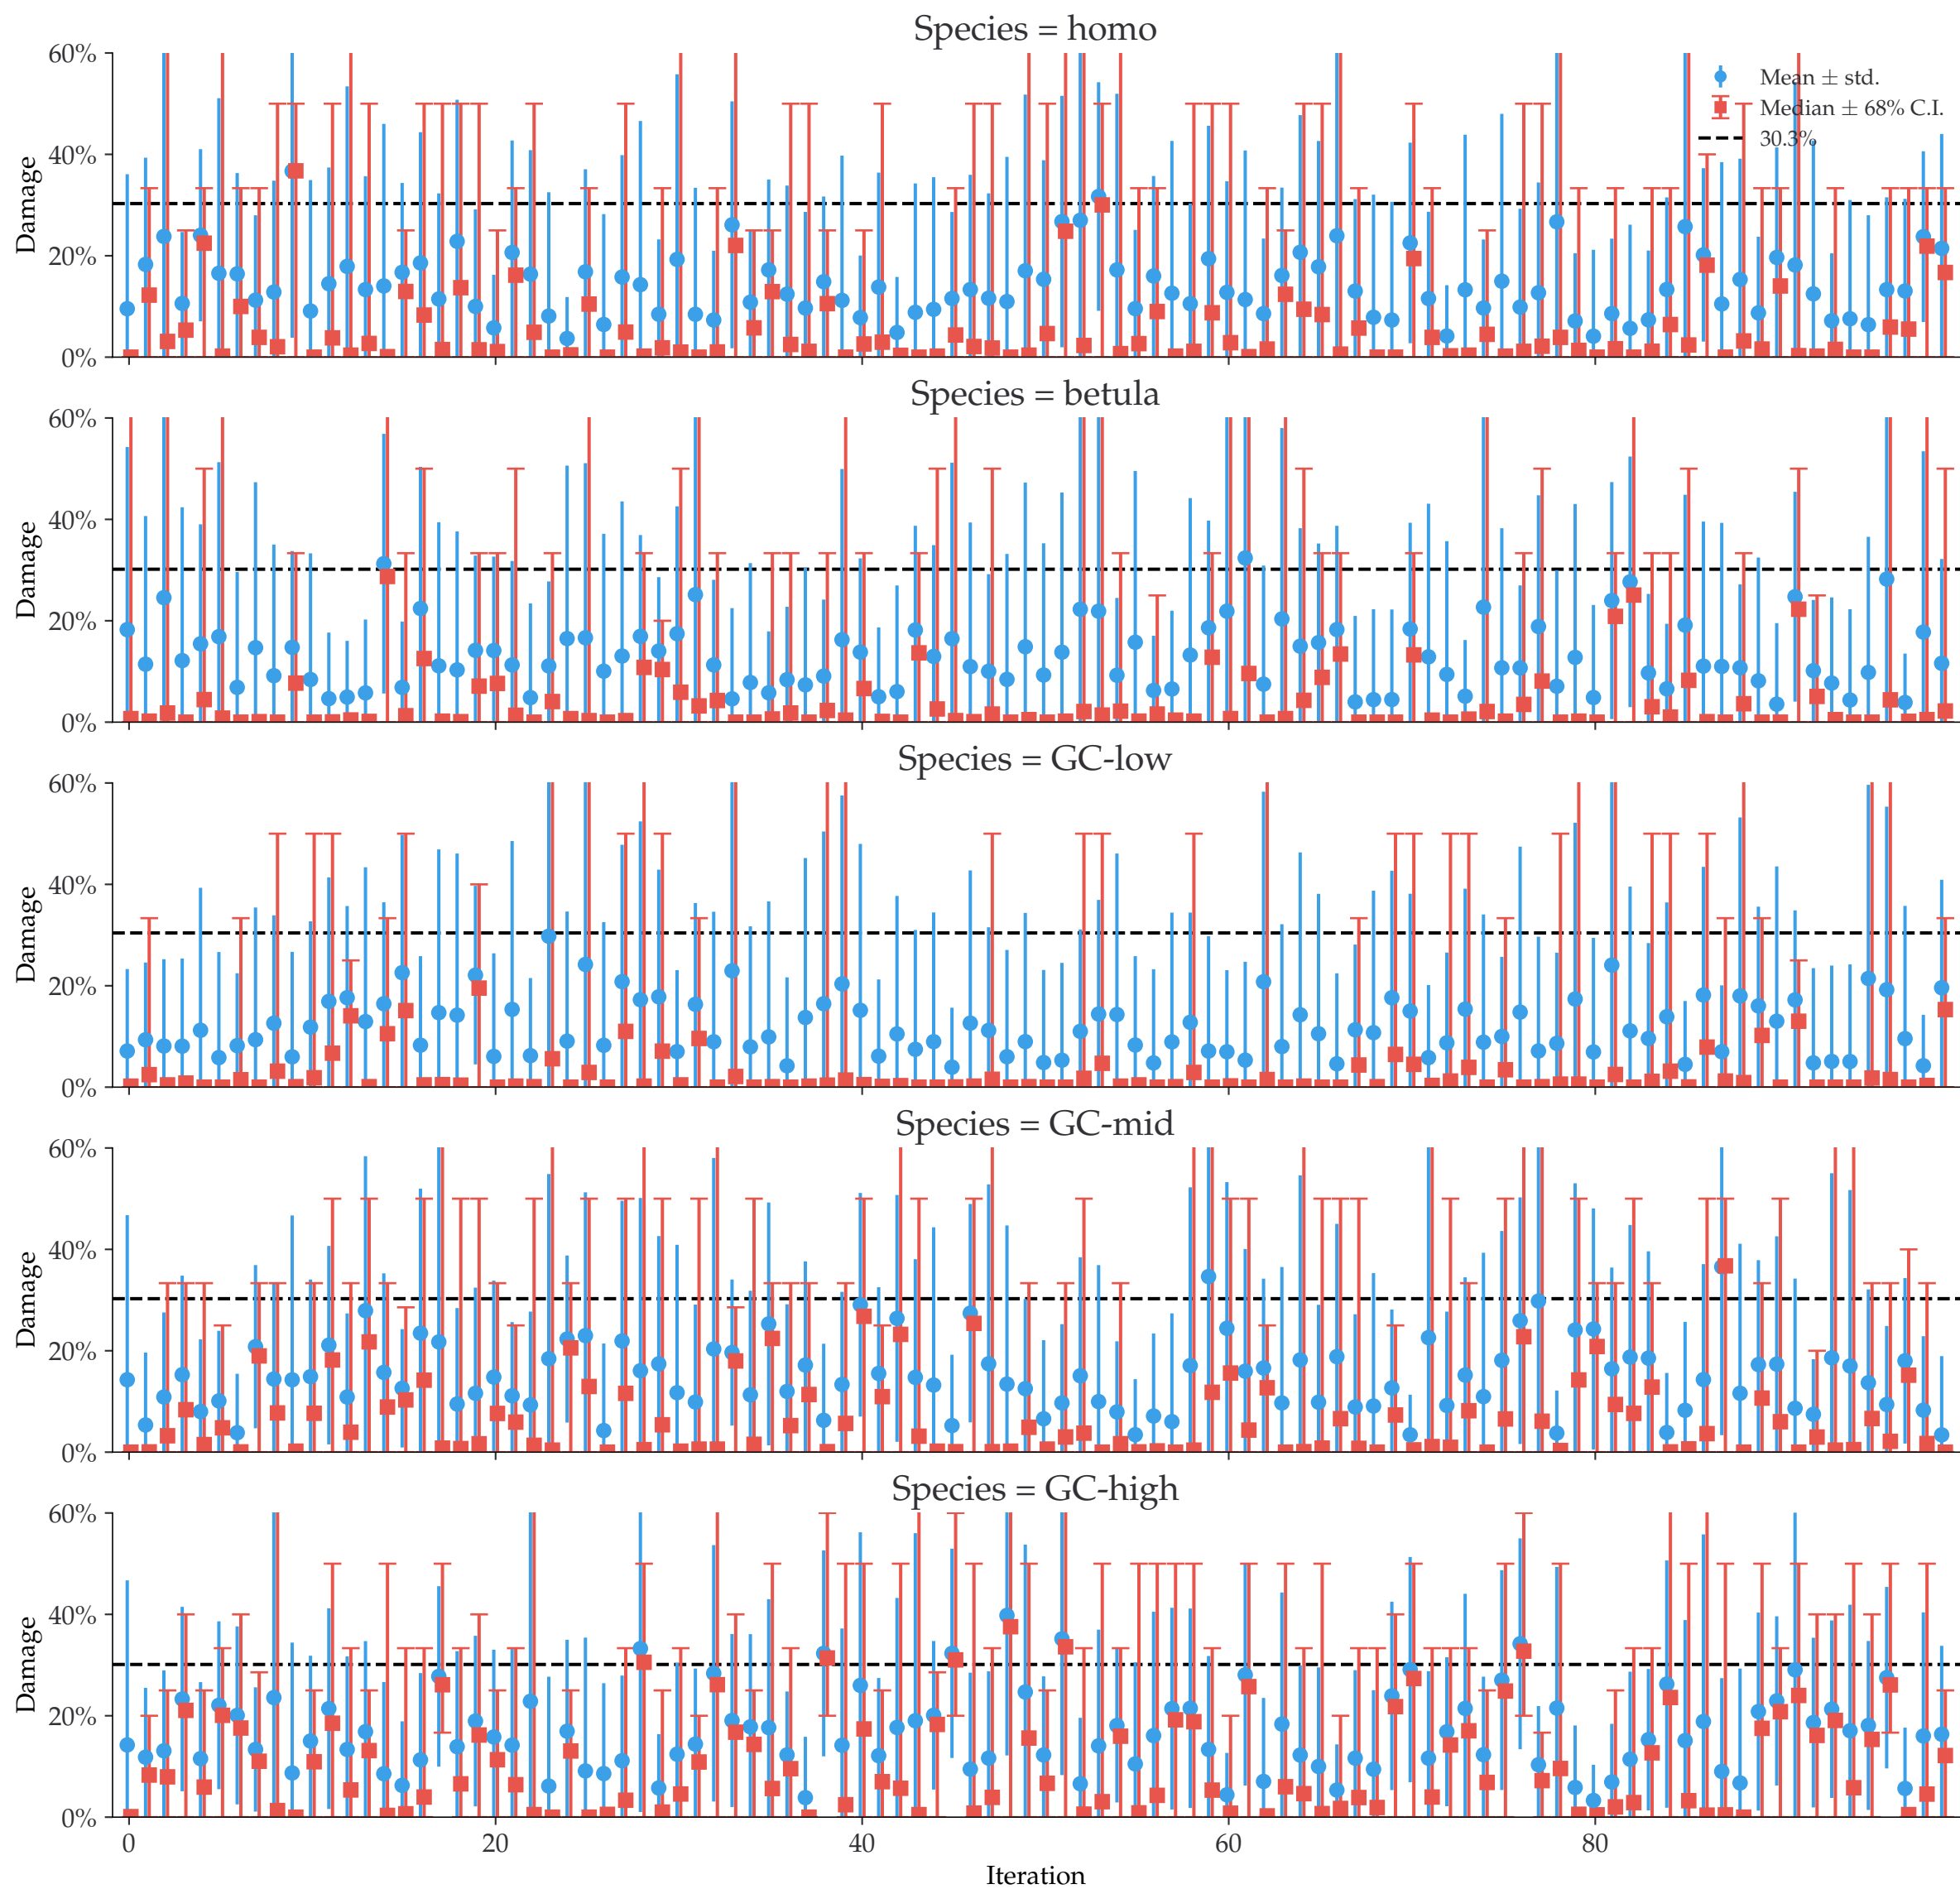 Species = homo
60%
40%
20%
0%
Damage
Mean ± std.
Median ± 68% C.I.
30.3%
Species = betula
60%
40%
20%
0%
Damage
Species = GC-low
60%
40%
20%
0%
Damage
Species = GC-mid
60%
40%
20%
0%
Damage
Species = GC-high
60%
40%
20%
0%
Damage
0 20 40 60 80
Iteration